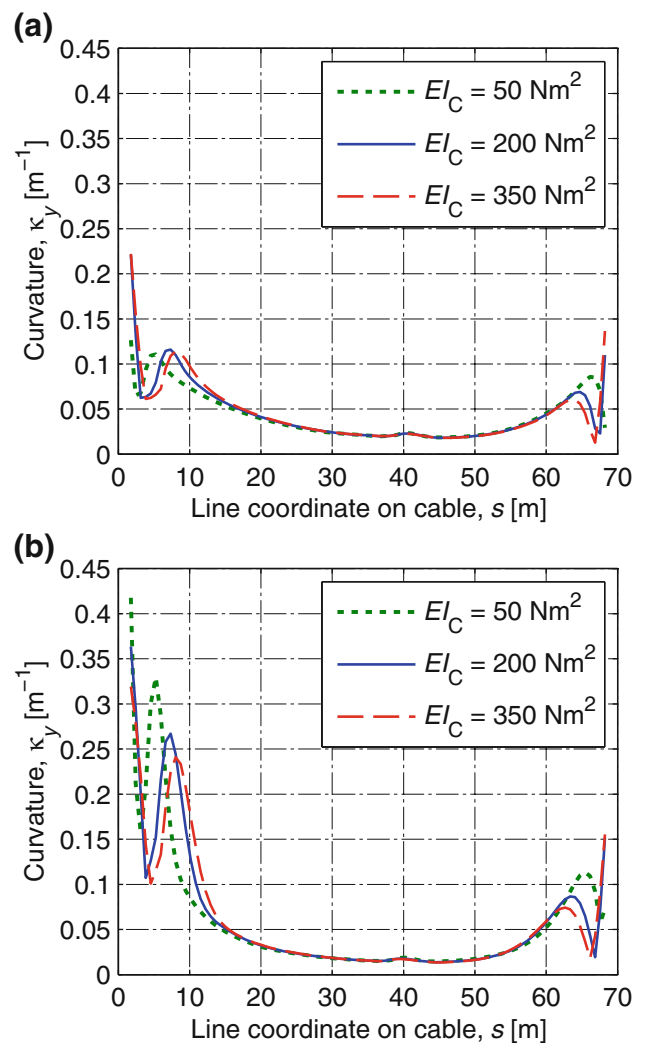 (a)
0.45
0.4
0.35
0.3
0.25
0.2
0.15
0.1
0.05
0
Curvature, κy [m⁻¹]
EIC = 50 Nm²
EIC = 200 Nm²
EIC = 350 Nm²
0 10 20 30 40 50 60 70
Line coordinate on cable, s [m]
(b)
0.45
0.4
0.35
0.3
0.25
0.2
0.15
0.1
0.05
0
Curvature, κy [m⁻¹]
EIC = 50 Nm²
EIC = 200 Nm²
EIC = 350 Nm²
0 10 20 30 40 50 60 70
Line coordinate on cable, s [m]